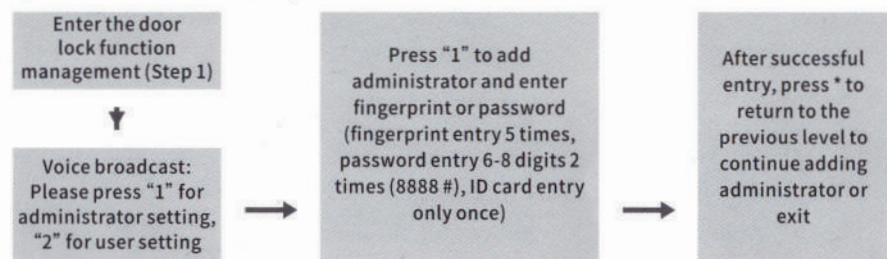 Enter the door
lock function
management (Step 1)
Voice broadcast:
Please press “1” for
administrator setting,
“2” for user setting
Press “1” to add
administrator and enter
fingerprint or password
(fingerprint entry 5 times,
password entry 6-8 digits 2
times (8888 #), ID card entry
only once)
After successful
entry, press * to
return to the
previous level to
continue adding
administrator or
exit